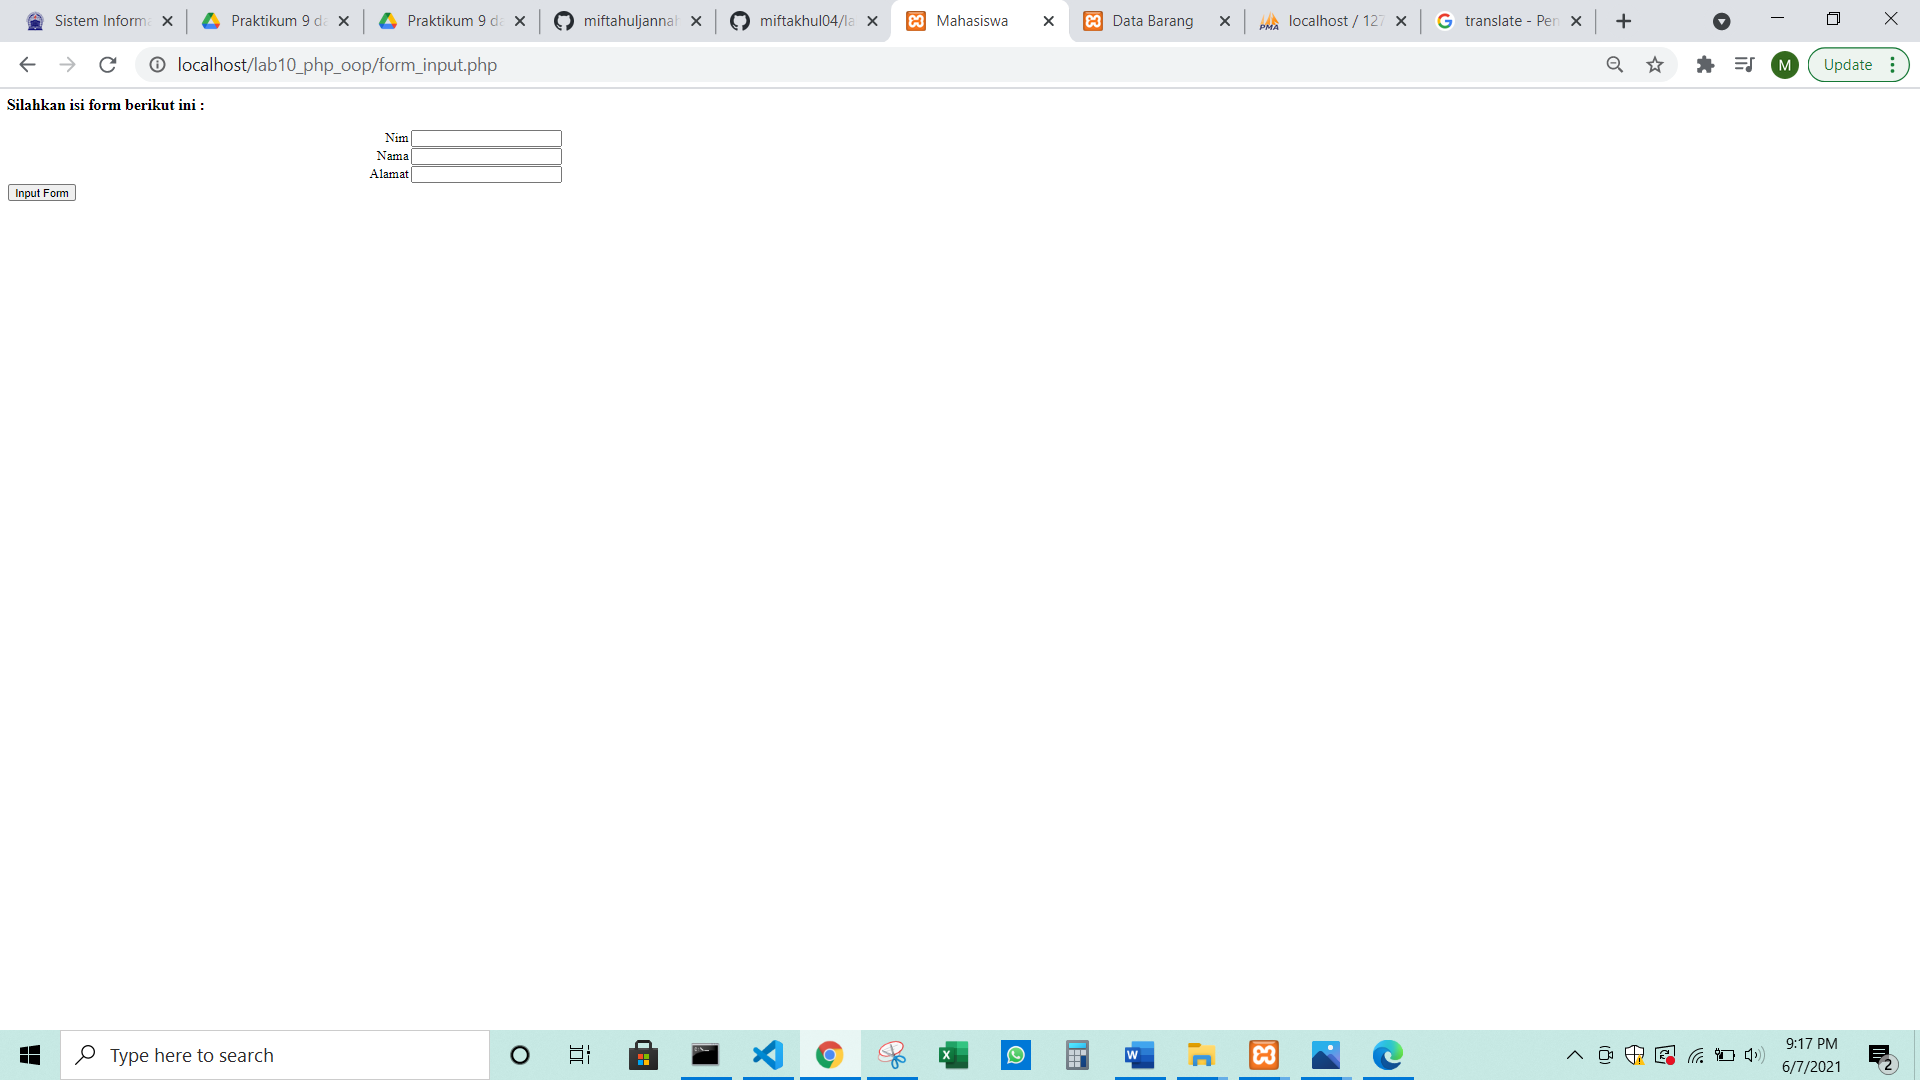 Sistem Informa
Praktikum 9 da
Praktikum 9 da
miftahuljannah
miftakhul04/la
Mahasiswa
Data Barang
localhost / 127
translate - Pen
localhost/lab10_php_oop/form_input.php
M
Update
Silahkan isi form berikut ini :
Nim
Nama
Alamat
Input Form
Type here to search
9:17 PM
6/7/2021
2